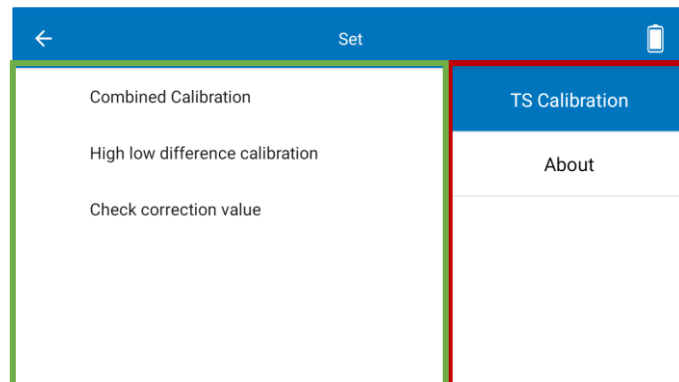 Set
Combined Calibration
High low difference calibration
Check correction value
TS Calibration
About